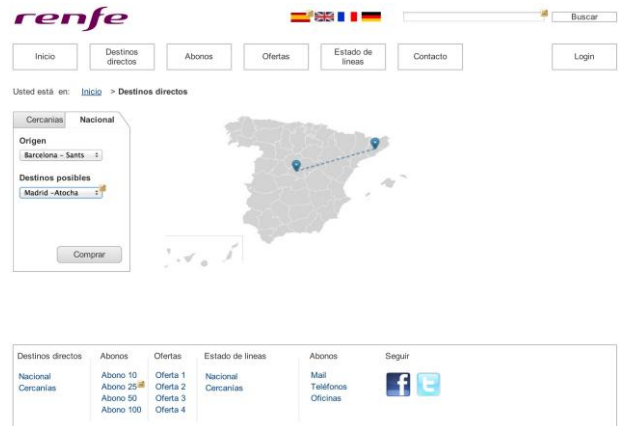 renfe
Buscar
Inicio
Destinos
directos
Abonos
Ofertas
Estado de
lineas
Contacto
Login
Usted está en: Inicio > Destinos directos
Cercanias Nacional
Origen
Barcelona - Sants
Destinos posibles
Madrid -Atocha
Comprar
Destinos directos Abonos Ofertas Estado de lineas Abonos Seguir
Nacional Abono 10 Oferta 1 Nacional Mail
Cercanías Abono 25 Oferta 2 Cercanías Teléfonos
Abono 50 Oferta 3 Oficinas
Abono 100 Oferta 4
f t